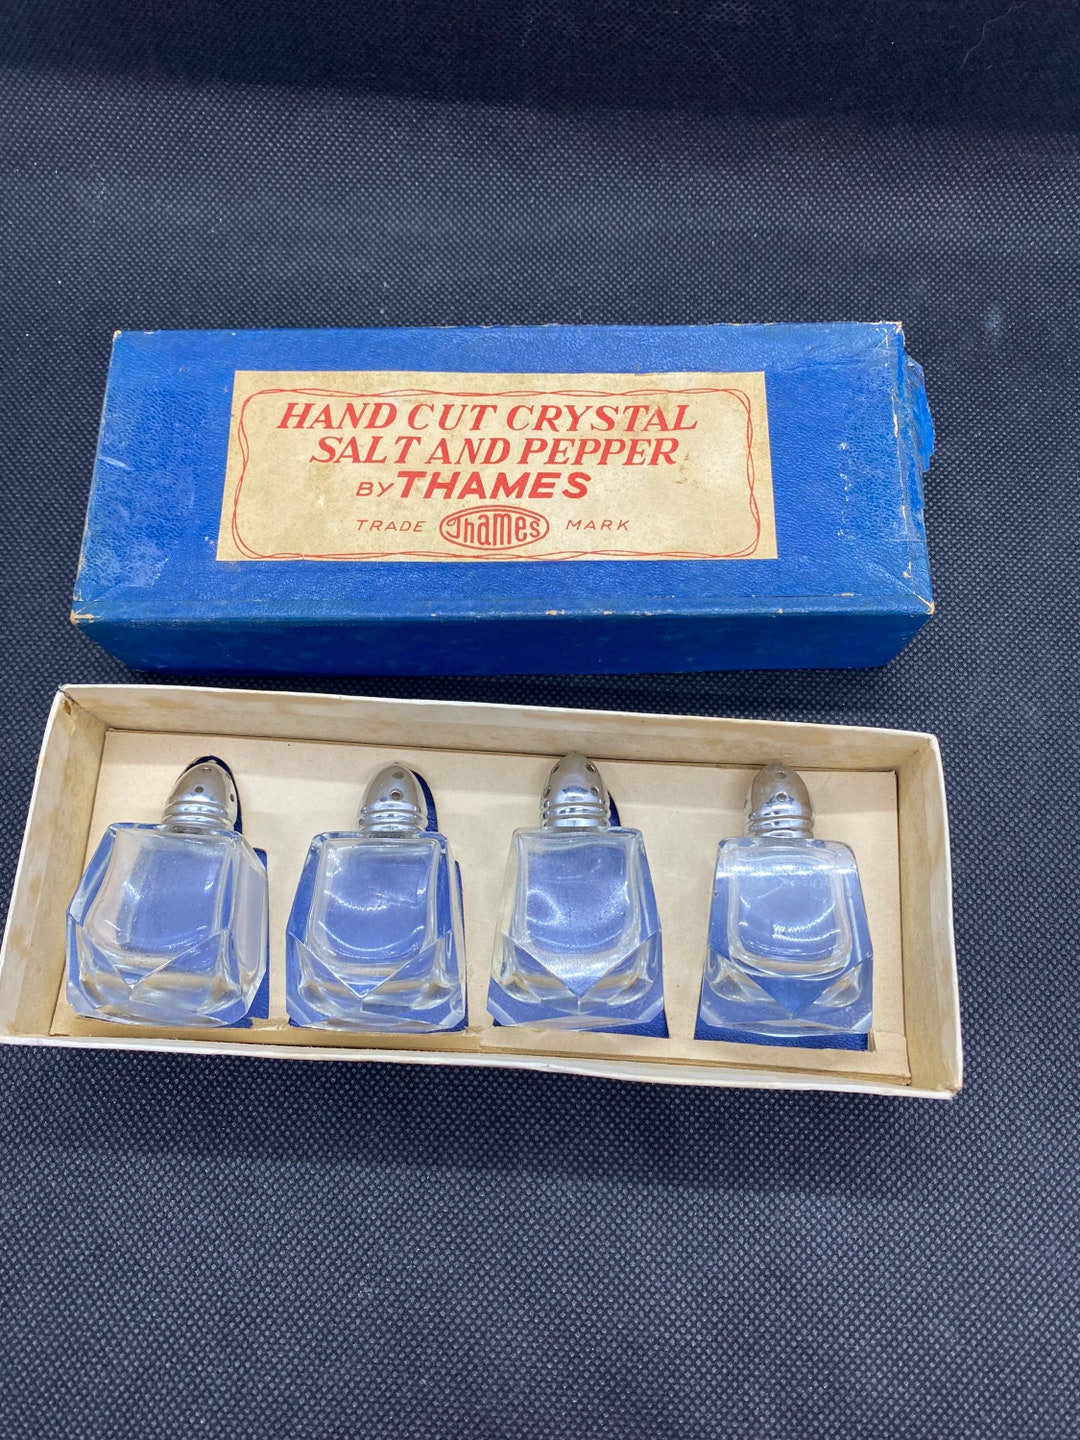 HAND CUT CRYSTAL
SALT AND PEPPER
BY THAMES
TRADE Thames MARK